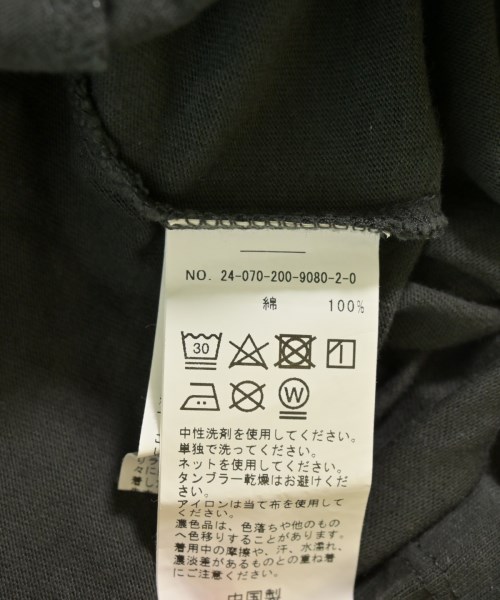 NO. 24-070-200-9080-2-0
綿 100%
30
W
中性洗剤を使用してください。
単独で洗ってください。
ネットを使用してください。
タンブラー乾燥はお避けくださ
い。
アイロンは当て布を使用して
ください。
濃色品は、色落ちや他のもの
へ色移りすることがあります。
着用中の摩擦や、汗、水濡れ、
濃淡差があるものとの重ね着
にご注意ください。
中国製